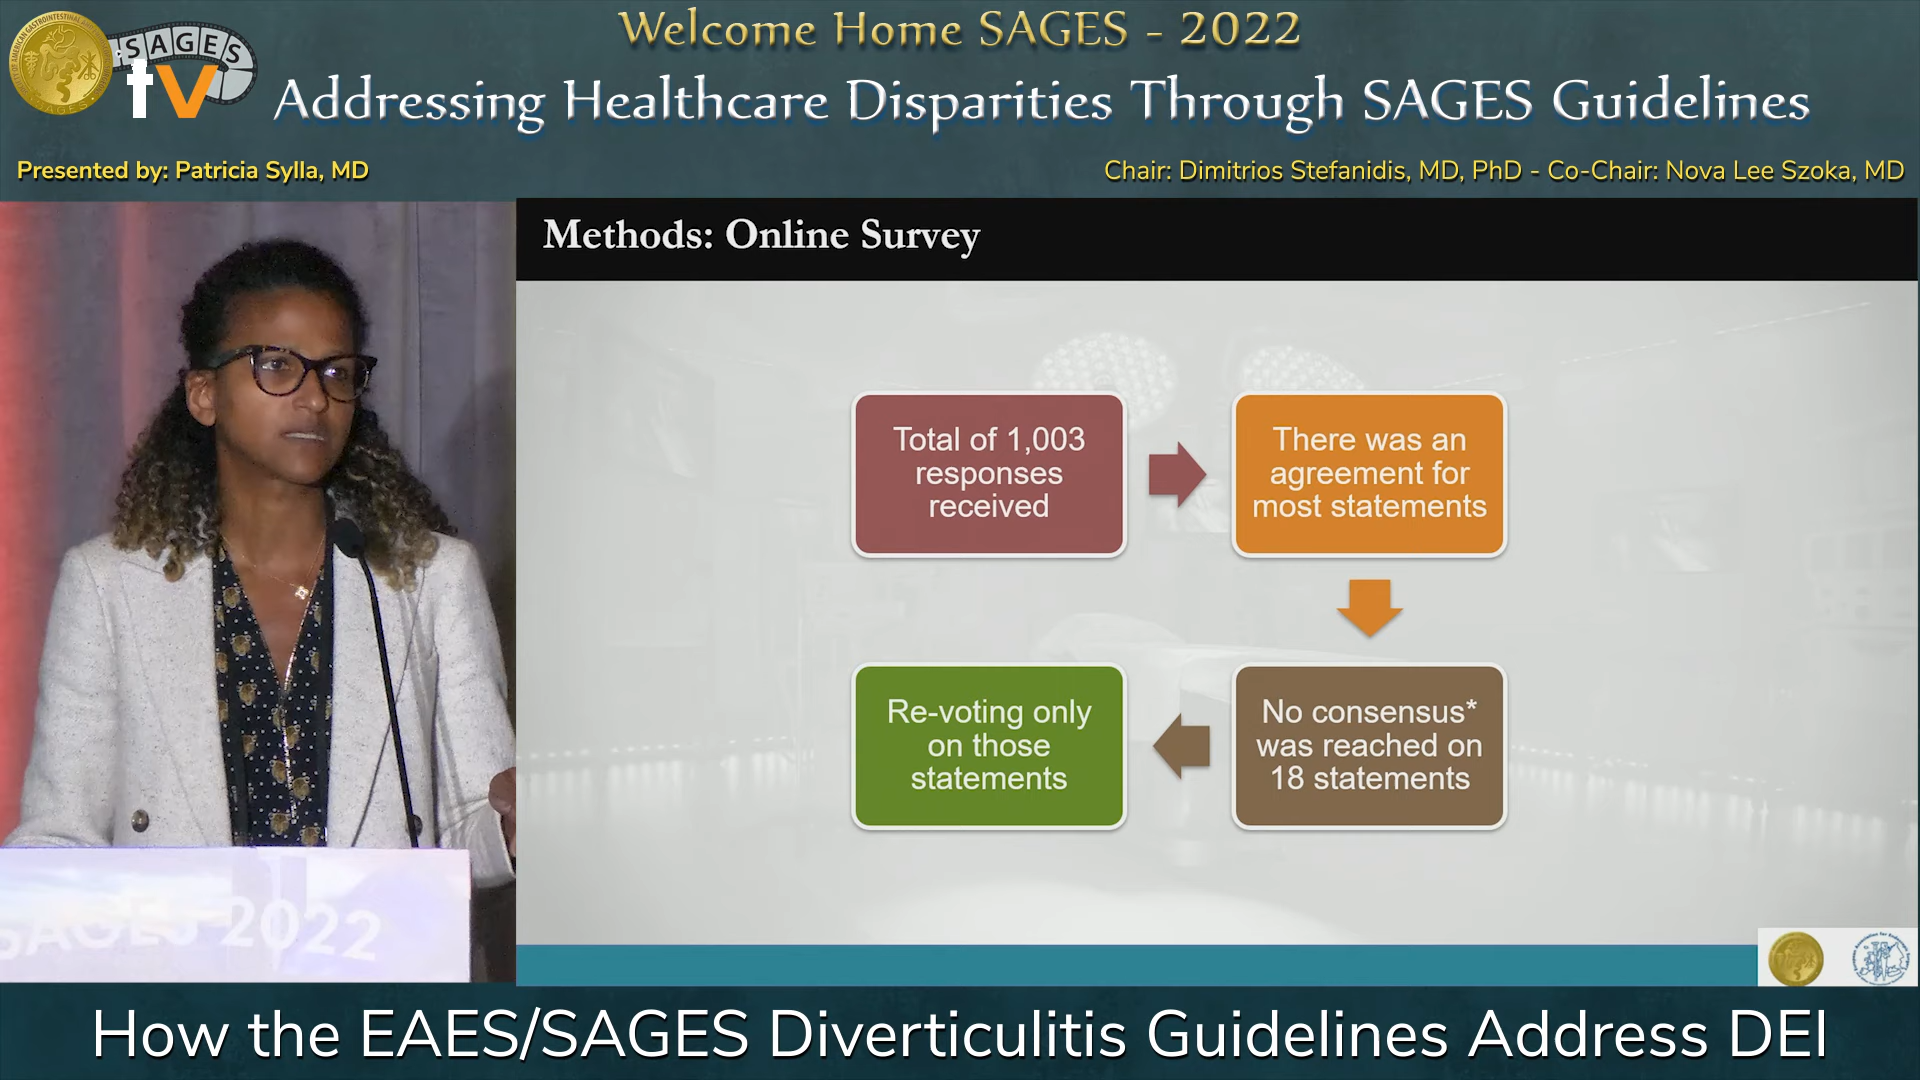 Welcome Home SAGES - 2022
SAGES
tv
Addressing Healthcare Disparities Through SAGES Guidelines
Presented by: Patricia Sylla, MD
Chair: Dimitrios Stefanidis, MD, PhD - Co-Chair: Nova Lee Szoka, MD
Methods: Online Survey
Total of 1,003
responses
received
There was an
agreement for
most statements
No consensus*
was reached on
18 statements
Re-voting only
on those
statements
SAGES 2022
How the EAES/SAGES Diverticulitis Guidelines Address DEI